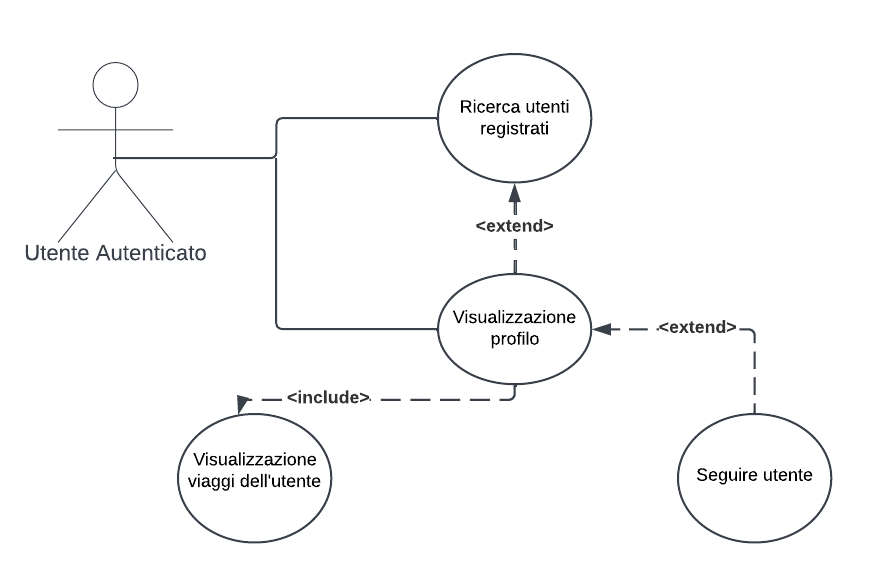 Ricerca utenti
registrati
<extend>
Utente Autenticato
Visualizzazione
profilo
<extend>
<include>
Visualizzazione
viaggi dell'utente
Seguire utente